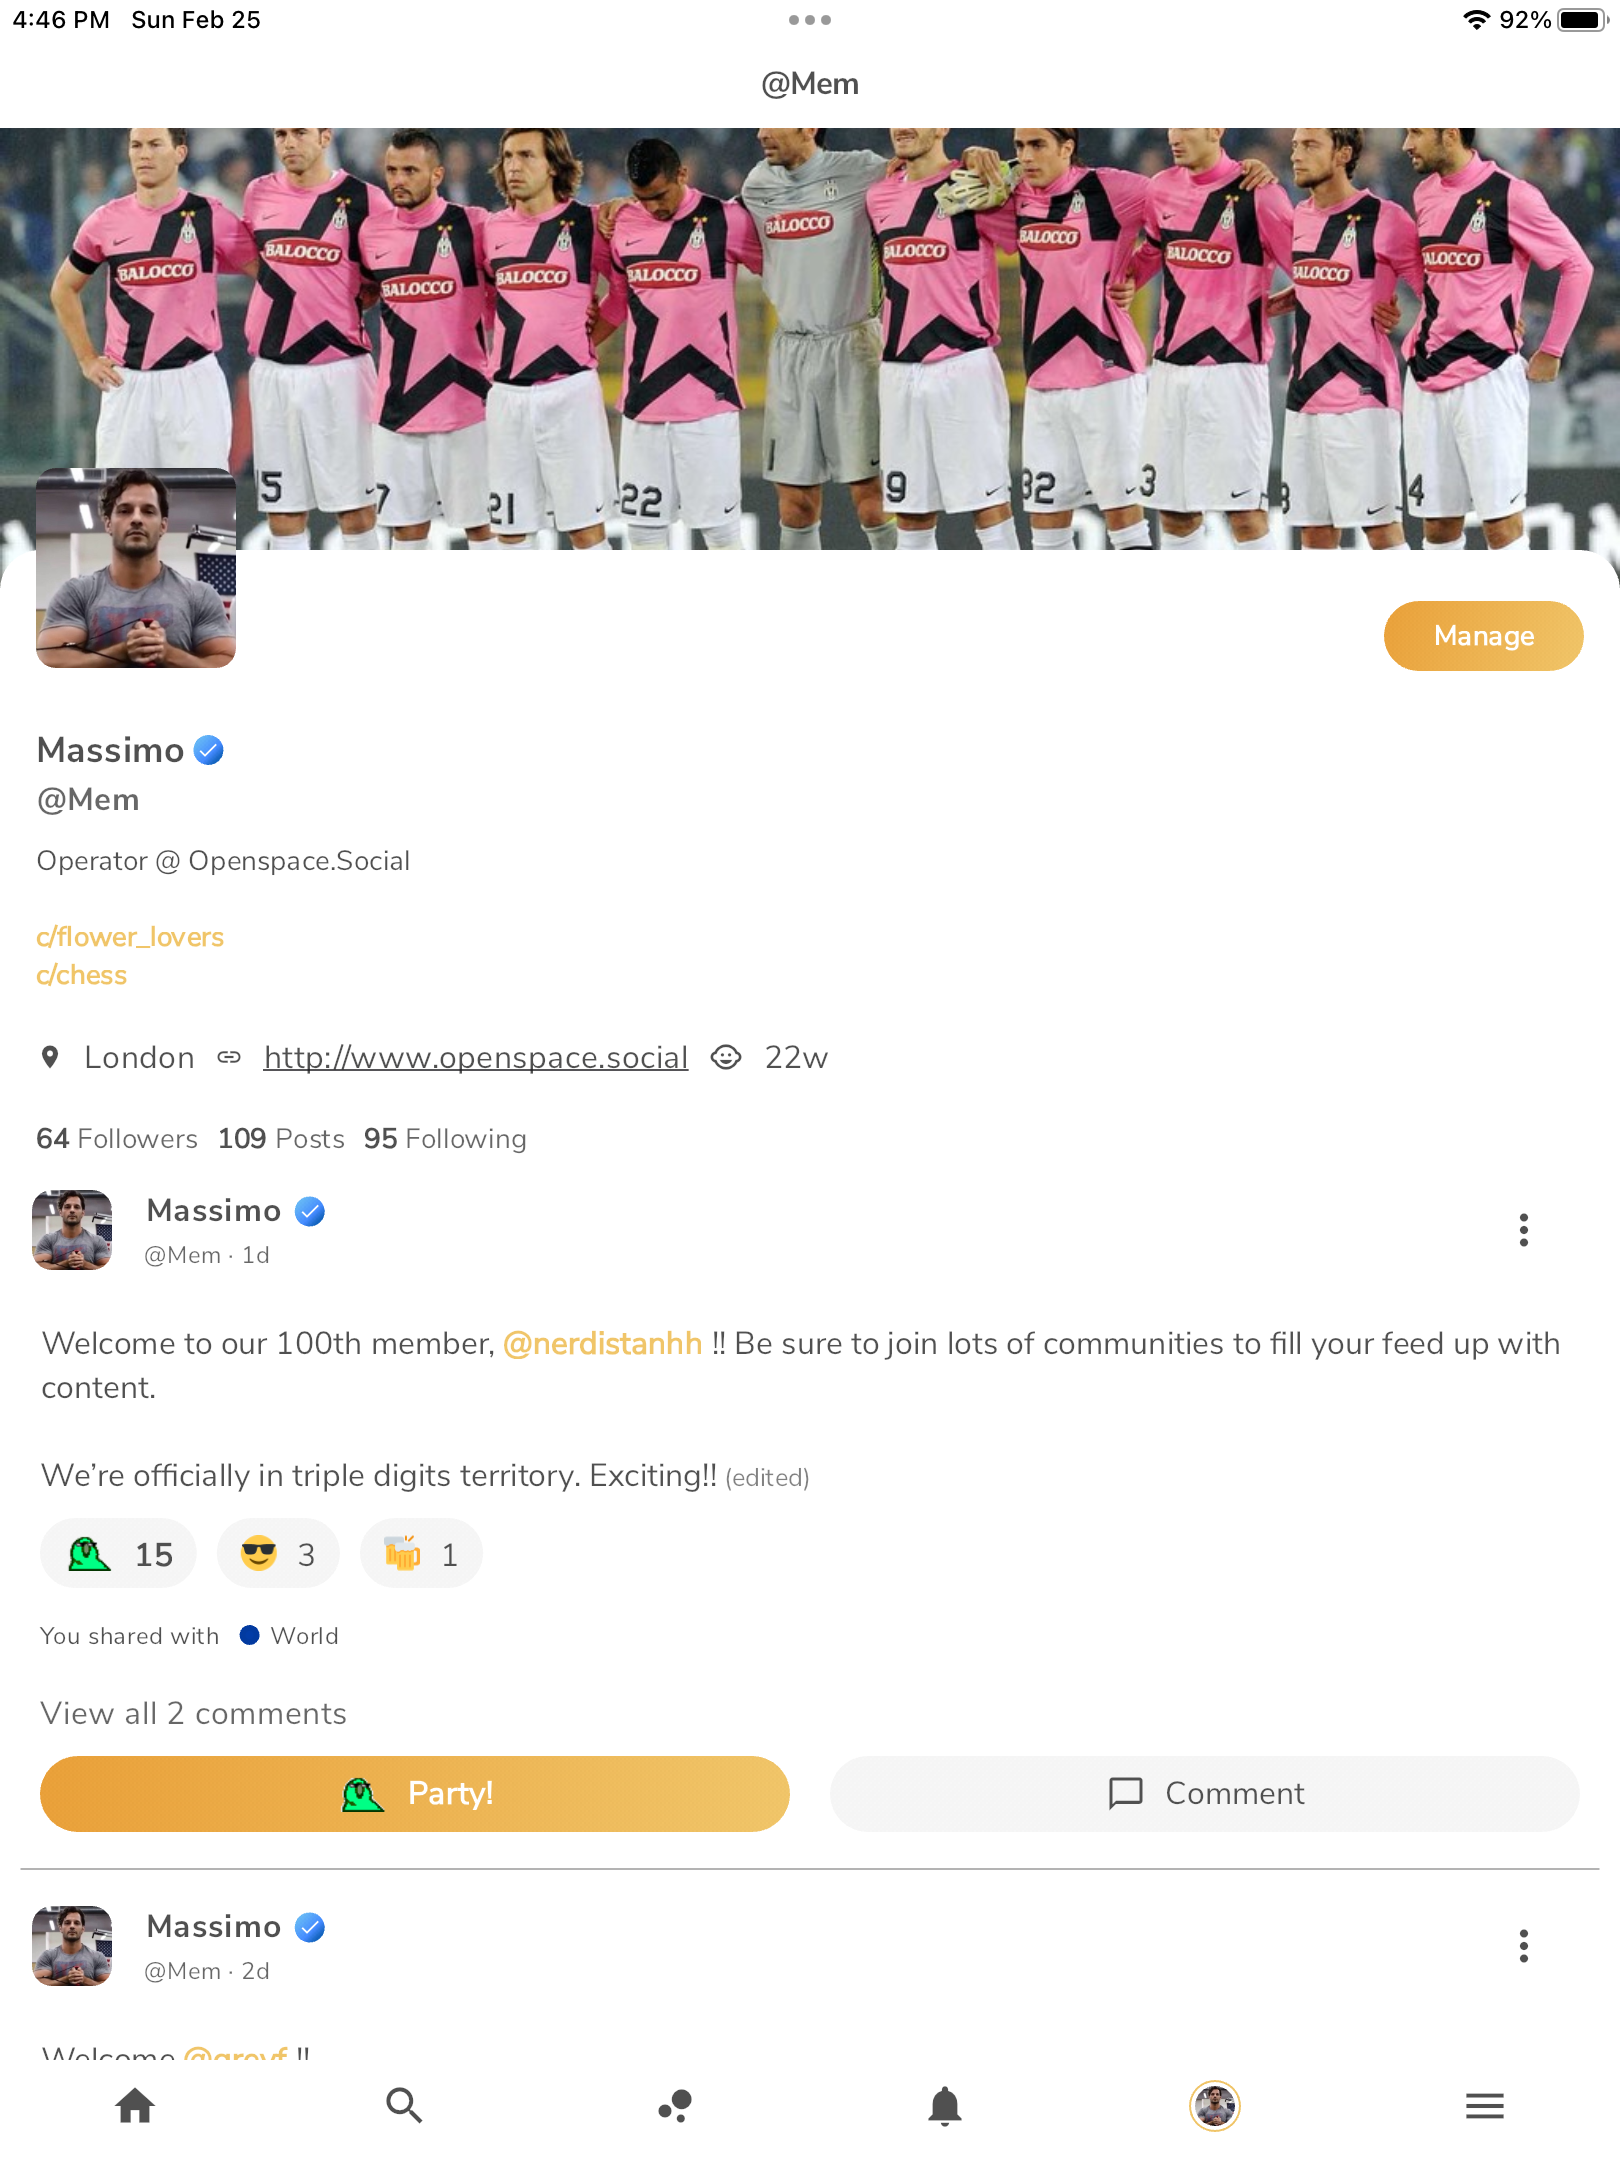 4:46 PM Sun Feb 25 92%
@Mem
BALOCCO BALOCCO BALOCCO BALOCCO BALOCCO BALOCCO BALOCCO BALOCCO BALOCCO BALOCCO ALOCCO
5 7 21 22 1 9 32 3 8 4
Manage
Massimo
@Mem
Operator @ Openspace.Social
c/flower_lovers
c/chess
London http://www.openspace.social 22w
64 Followers 109 Posts 95 Following
Massimo
@Mem · 1d
Welcome to our 100th member, @nerdistanhh !! Be sure to join lots of communities to fill your feed up with
content.
We’re officially in triple digits territory. Exciting!! (edited)
15 3 1
You shared with World
View all 2 comments
Party! Comment
Massimo
@Mem · 2d
Welcome @greyf !!